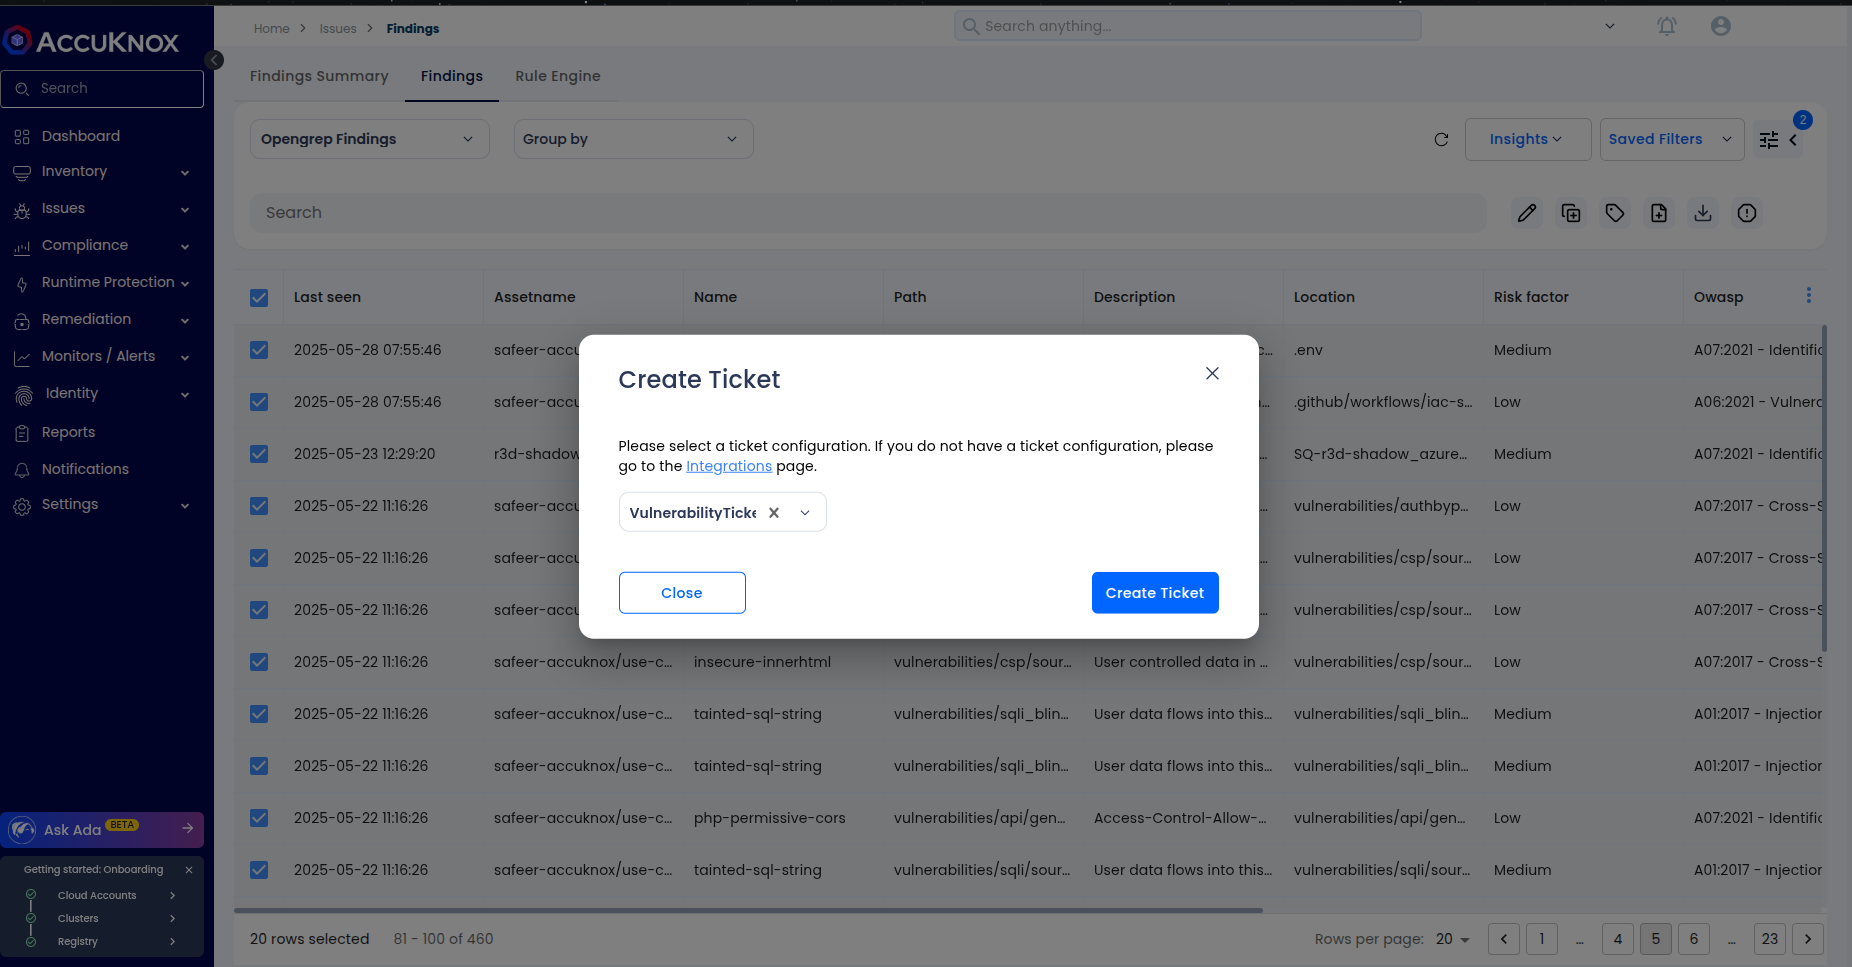 Home > Issues > Findings
Search anything...
ACCUKNOX
Search
Dashboard
Inventory
Issues
Compliance
Runtime Protection
Remediation
Monitors / Alerts
Identity
Reports
Notifications
Settings
Ask Ada BETA
Getting started: Onboarding
Cloud Accounts
Clusters
Registry
Findings Summary Findings Rule Engine
Opengrep Findings Group by Insights Saved Filters 2
Search
Last seen Assetname Name Path Description Location Risk factor Owasp
2025-05-28 07:55:46 safeer-accu c... .env Medium A07:2021 - Identific
2025-05-28 07:55:46 safeer-accu ... .github/workflows/iac-s... Low A06:2021 - Vulnera
2025-05-23 12:29:20 r3d-shadow ... SQ-r3d-shadow_azure... Medium A07:2021 - Identific
2025-05-22 11:16:26 safeer-accu ... vulnerabilities/authbyp... Low A07:2017 - Cross-S
2025-05-22 11:16:26 safeer-accu ... vulnerabilities/csp/sour... Low A07:2017 - Cross-S
2025-05-22 11:16:26 safeer-accu ... vulnerabilities/csp/sour... Low A07:2017 - Cross-S
2025-05-22 11:16:26 safeer-accuknox/use-c... insecure-innerhtml vulnerabilities/csp/sour... User controlled data in ... vulnerabilities/csp/sour... Low A07:2017 - Cross-S
2025-05-22 11:16:26 safeer-accuknox/use-c... tainted-sql-string vulnerabilities/sqli_blin... User data flows into this... vulnerabilities/sqli_blin... Medium A01:2017 - Injection
2025-05-22 11:16:26 safeer-accuknox/use-c... tainted-sql-string vulnerabilities/sqli_blin... User data flows into this... vulnerabilities/sqli_blin... Medium A01:2017 - Injection
2025-05-22 11:16:26 safeer-accuknox/use-c... php-permissive-cors vulnerabilities/api/gen... Access-Control-Allow-... vulnerabilities/api/gen... Low A07:2021 - Identific
2025-05-22 11:16:26 safeer-accuknox/use-c... tainted-sql-string vulnerabilities/sqli/sour... User data flows into this... vulnerabilities/sqli/sour... Medium A01:2017 - Injection
20 rows selected 81 - 100 of 460 Rows per page: 20 1 ... 4 5 6 ... 23
Create Ticket
Please select a ticket configuration. If you do not have a ticket configuration, please
go to the Integrations page.
VulnerabilityTicke
Close Create Ticket